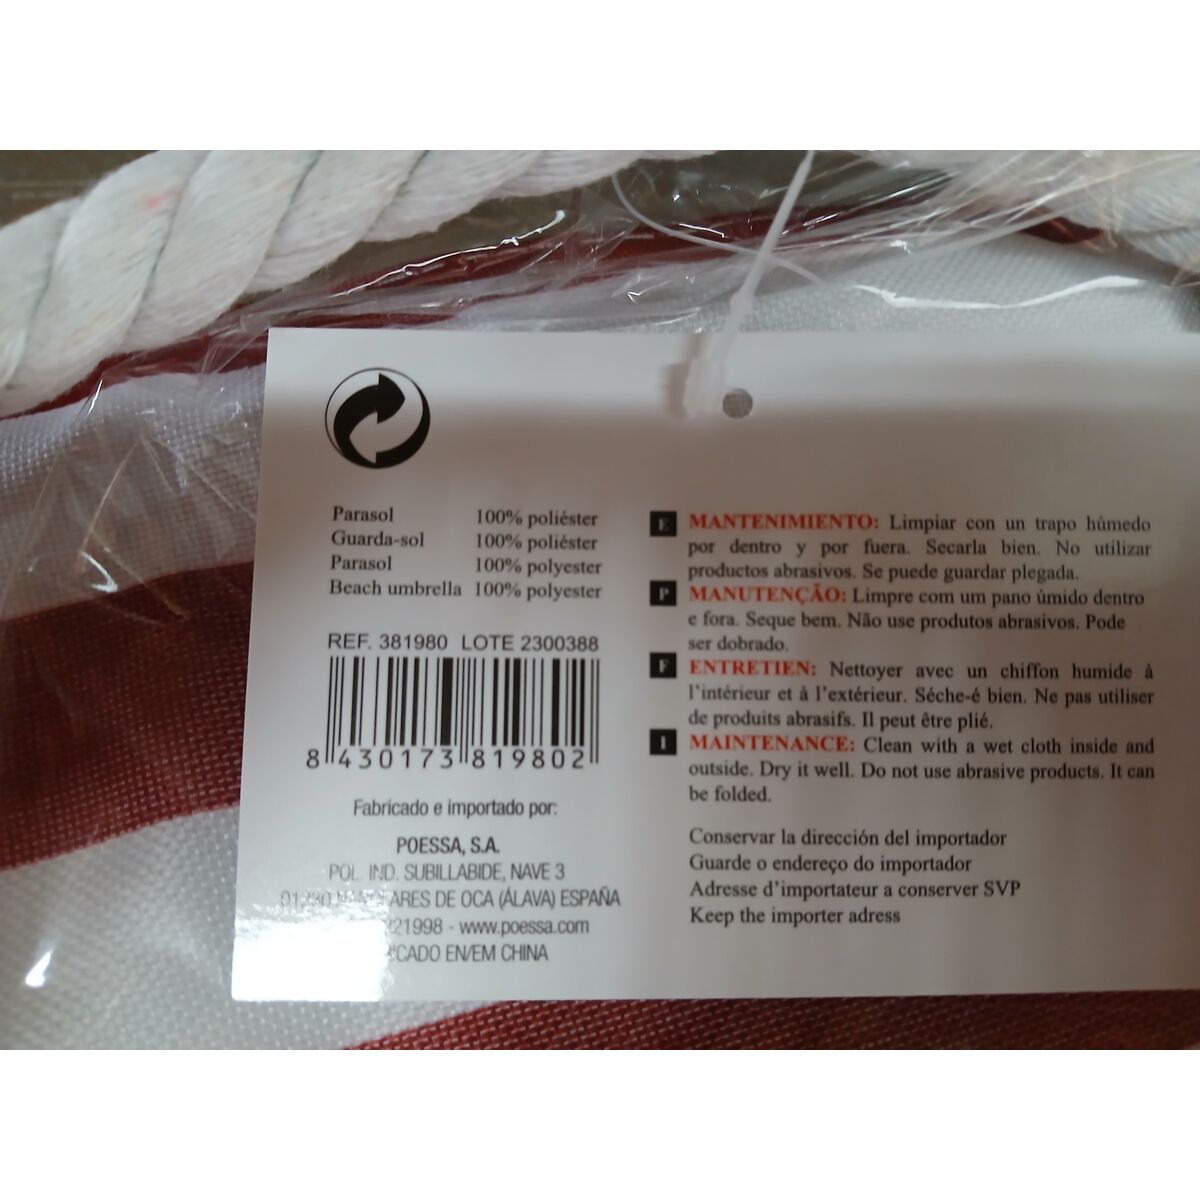 Parasol 100% poliéster
Guarda-sol 100% poliéster
Parasol 100% polyester
Beach umbrella 100% polyester
REF. 381980 LOTE 2300388
8 430173 819802
Fabricado e importado por:
POESSA, S.A.
POL. IND. SUBILLABIDE, NAVE 3
DE OCA (ÁLAVA) ESPAÑA
- www.poessa.com
EN/EM CHINA
E MANTENIMIENTO: Limpiar con un trapo húmedo
por dentro y por fuera. Secarla bien. No utilizar
productos abrasivos. Se puede guardar plegada.
P MANUTENÇÃO: Limpre com um pano úmido dentro
e fora. Seque bem. Não use produtos abrasivos. Pode
ser dobrado.
F ENTRETIEN: Nettoyer avec un chiffon humide à
l'intérieur et à l'extérieur. Séche-é bien. Ne pas utiliser
de produits abrasifs. Il peut être plié.
I MAINTENANCE: Clean with a wet cloth inside and
outside. Dry it well. Do not use abrasive products. It can
be folded.
Conservar la dirección del importador
Guarde o endereço do importador
Adresse d'importateur a conserver SVP
Keep the importer adress